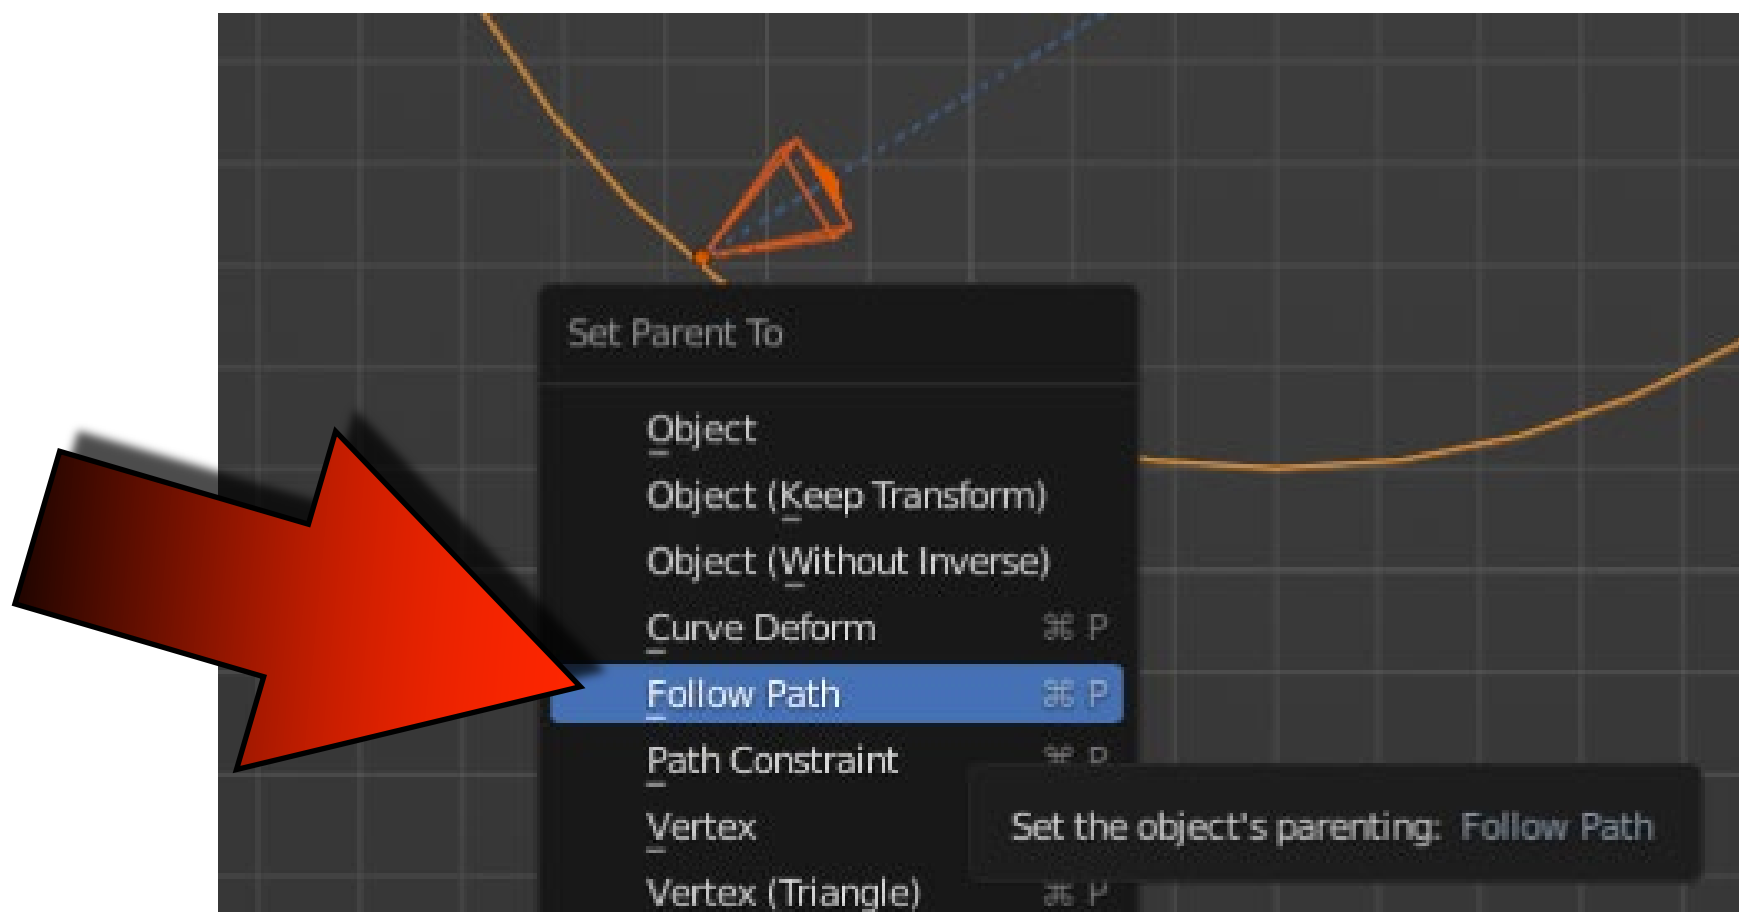 Set Parent To
Object
Object (Keep Transform)
Object (Without Inverse)
Curve Deform ⌘ P
Follow Path ⌘ P
Path Constraint ⌘ P
Vertex
Set the object's parenting: Follow Path
Vertex (Triangle) ⌘ P